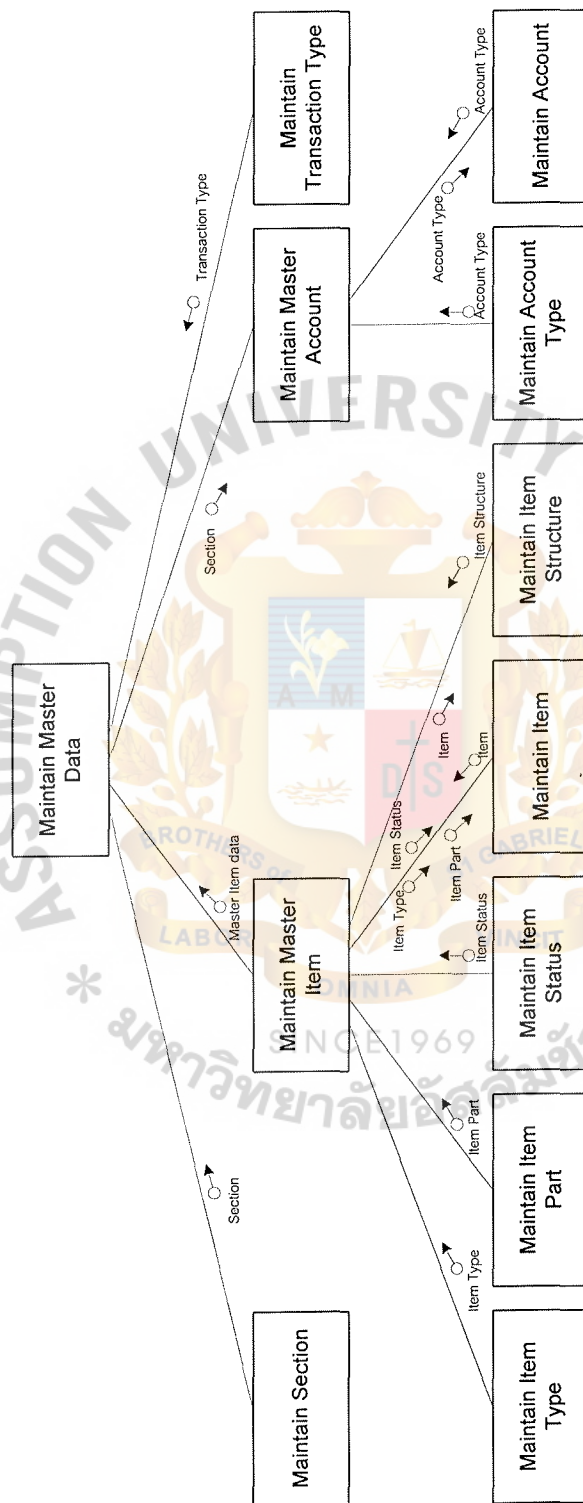 Maintain Master
Data
Section
Master Item data
Section
Transaction Type
Maintain Section
Maintain Master
Item
Maintain Master
Account
Maintain
Transaction Type
Item Type
Item Part
Item Status
Item Type
Item Status
Item Part
Item
Item
Item Structure
Account Type
Account Type
Account Type
Maintain Item
Type
Maintain Item
Part
Maintain Item
Status
Maintain Item
Maintain Item
Structure
Maintain Account
Type
Maintain Account
ASSUMPTION UNIVERSITY
A M
D S
BROTHERS OF
ST GABRIEL
LABOR
OMNIA
VINCIT
SINCE 1969